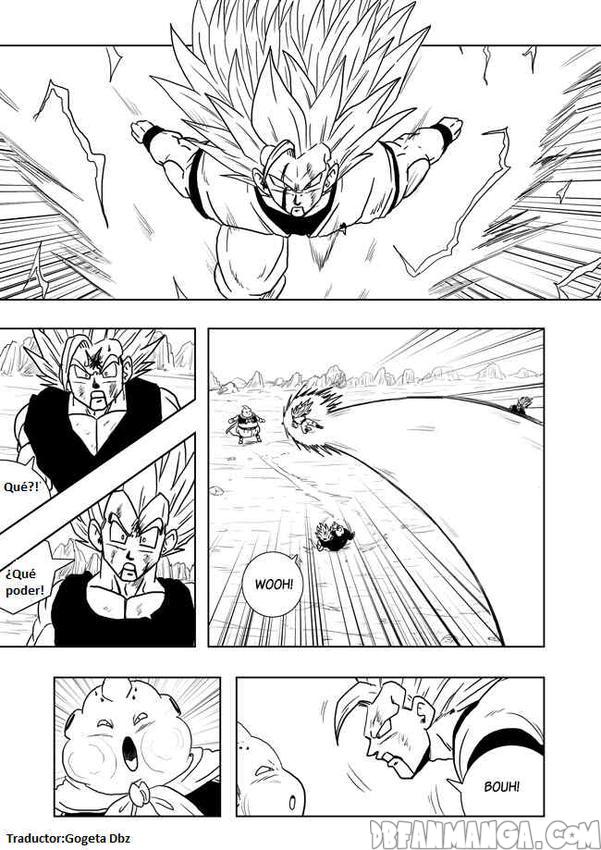 Qué?!
¿Qué
poder!
WOOH!
BOUH!
Traductor:Gogeta Dbz
DBFANMANGA.COM